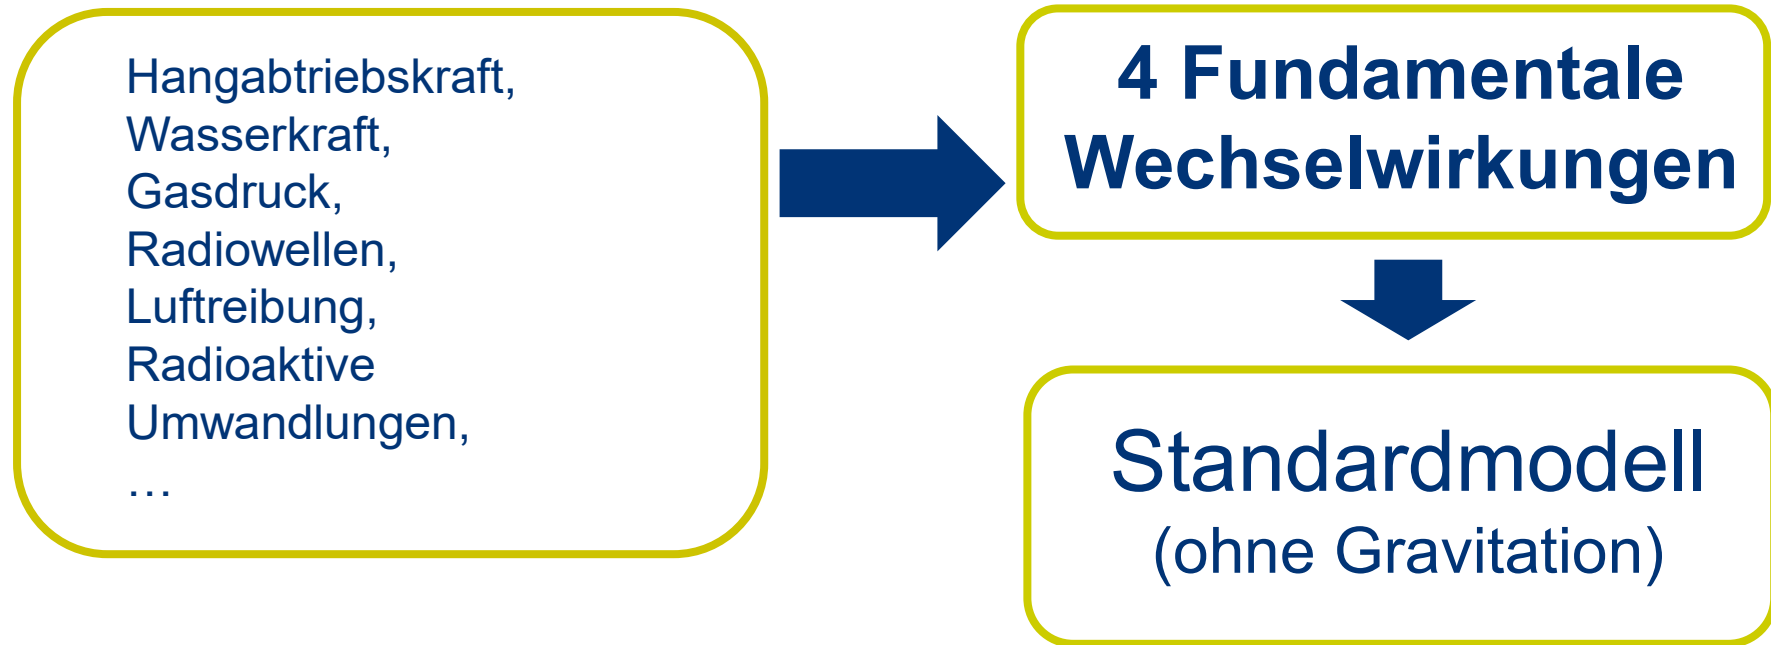 Hangabtriebskraft,
Wasserkraft,
Gasdruck,
Radiowellen,
Luftreibung,
Radioaktive
Umwandlungen,
…
4 Fundamentale
Wechselwirkungen
Standardmodell
(ohne Gravitation)